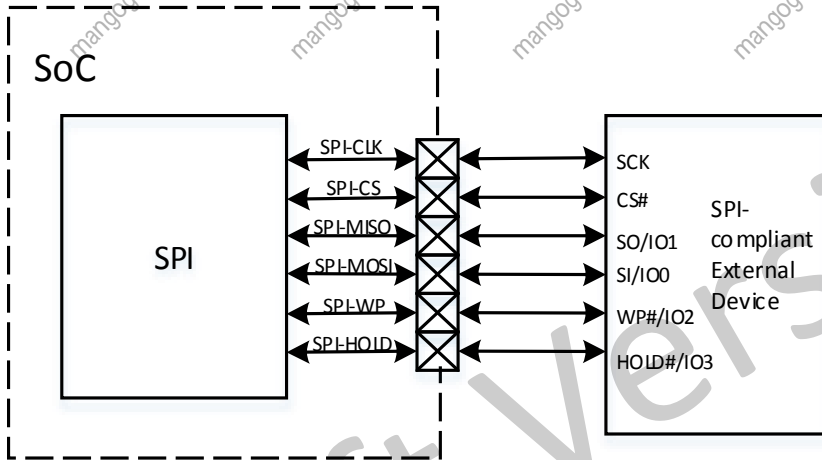 SoC
SPI
SPI-CLK
SPI-CS
SPI-MISO
SPI-MOSI
SPI-WP
SPI-HOLD
SCK
CS#
SO/IO1
SI/IO0
WP#/IO2
HOLD#/IO3
SPI-
compliant
External
Device